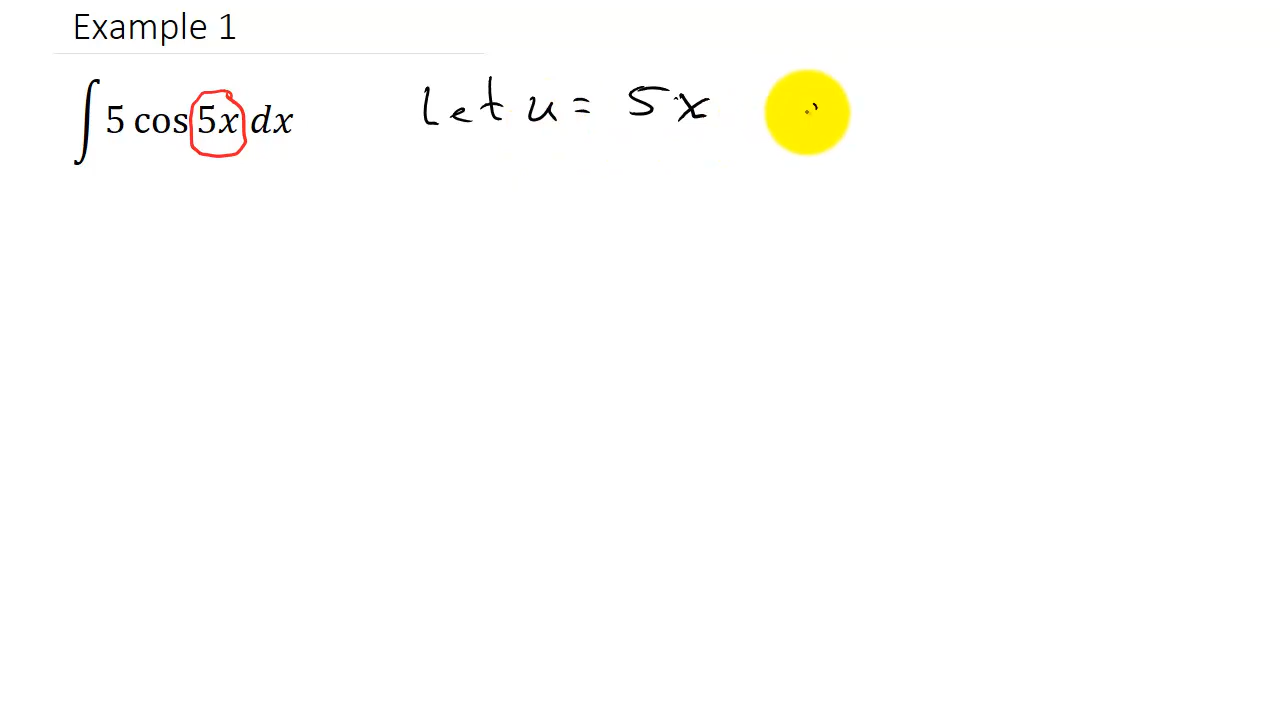 Example 1
∫ 5 cos 5x dx Let u = 5x